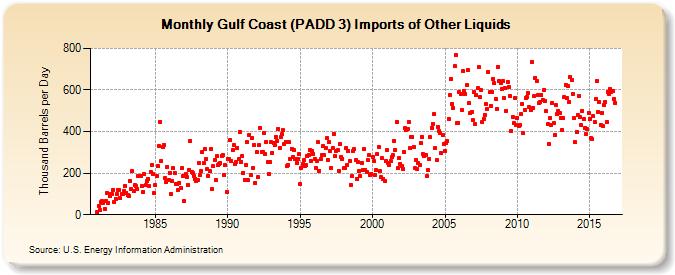 Monthly Gulf Coast (PADD 3) Imports of Other Liquids
Thousand Barrels per Day
800
600
400
200
0
1985 1990 1995 2000 2005 2010 2015
Source: U.S. Energy Information Administration